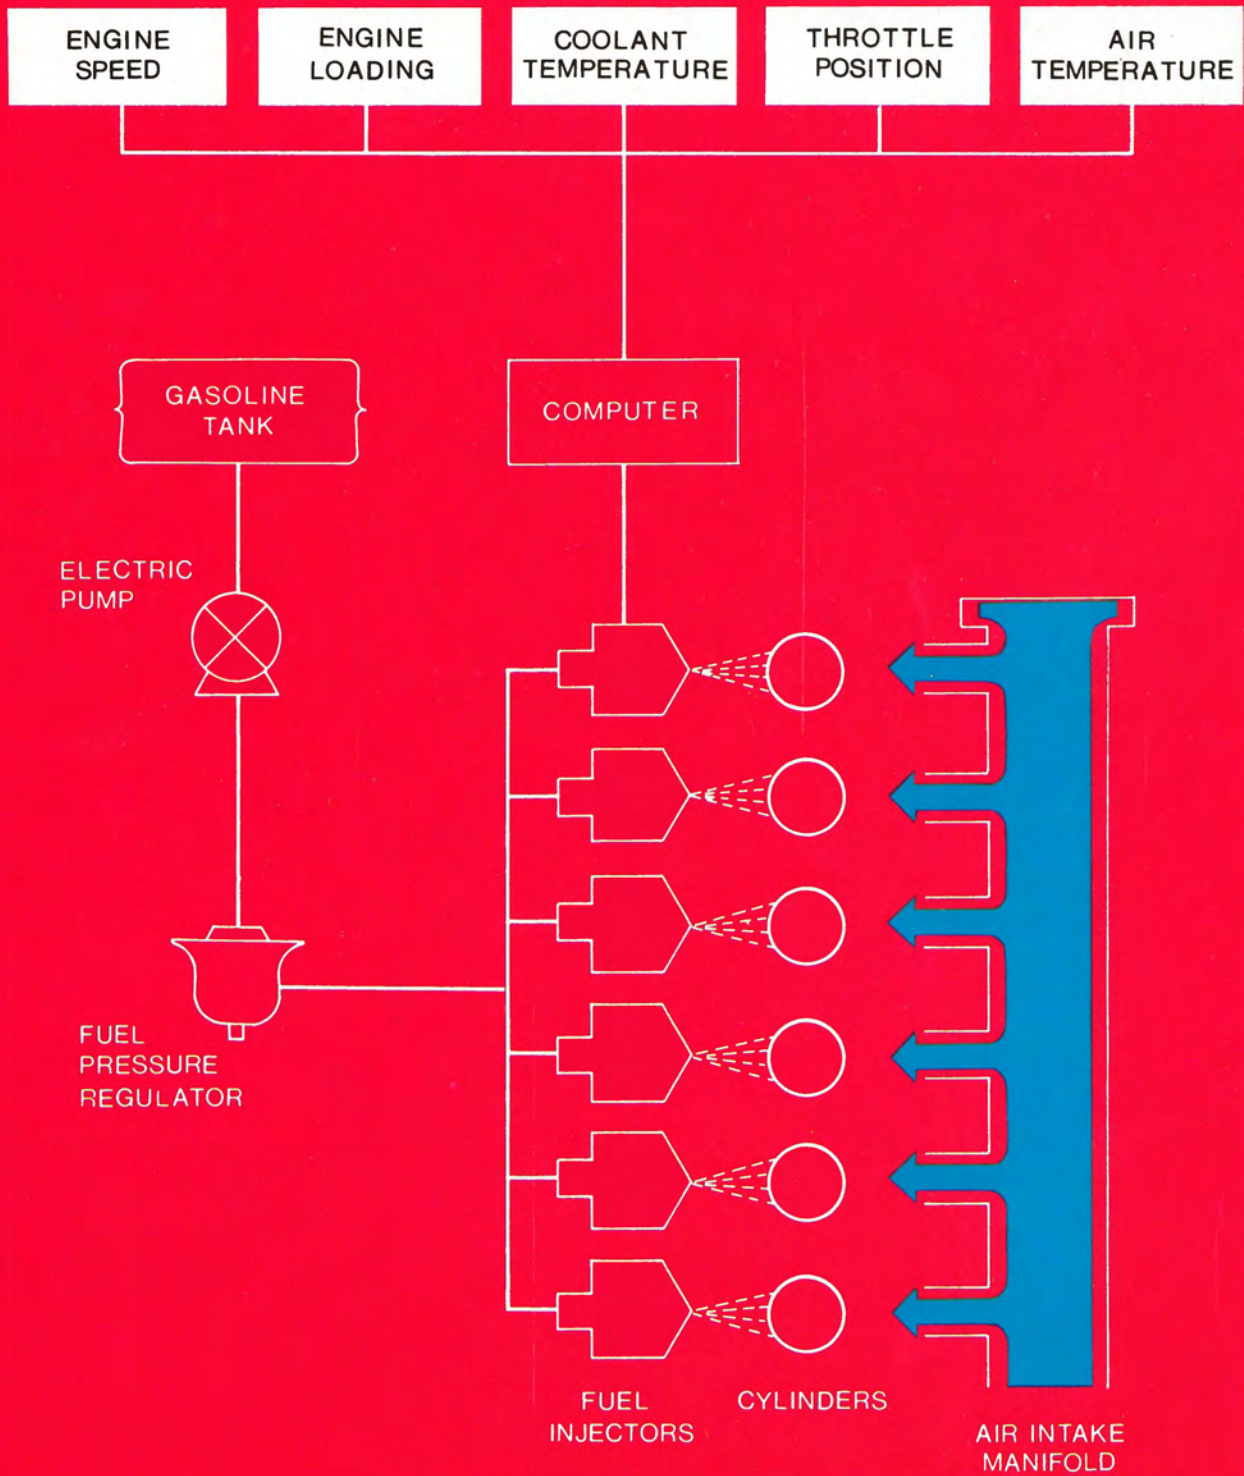 ENGINE
SPEED
ENGINE
LOADING
COOLANT
TEMPERATURE
THROTTLE
POSITION
AIR
TEMPERATURE
GASOLINE
TANK
COMPUTER
ELECTRIC
PUMP
FUEL
PRESSURE
REGULATOR
FUEL
INJECTORS
CYLINDERS
AIR INTAKE
MANIFOLD